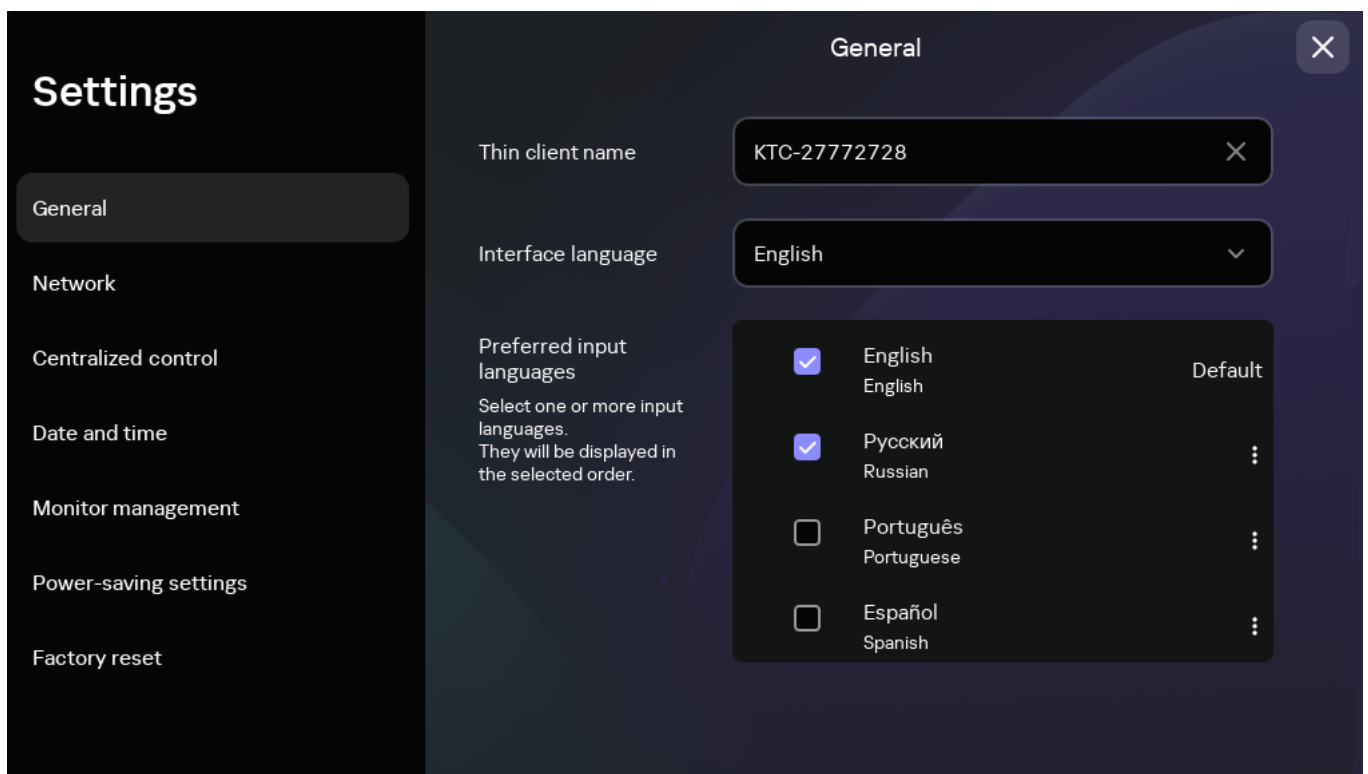 Settings
General
Network
Centralized control
Date and time
Monitor management
Power-saving settings
Factory reset
General
Thin client name
KTC-27772728
Interface language
English
Preferred input
languages
Select one or more input
languages.
They will be displayed in
the selected order.
English
English
Default
Русский
Russian
Português
Portuguese
Español
Spanish